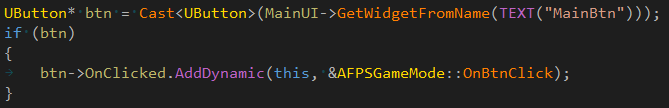 UButton* btn = Cast<UButton>(MainUI->GetWidgetFromName(TEXT("MainBtn")));
if (btn)
{
    btn->OnClicked.AddDynamic(this, &AFPSGameMode::OnBtnClick);
}